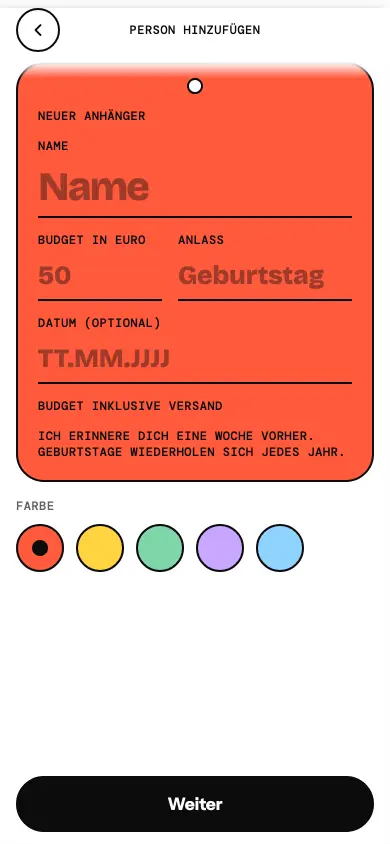 PERSON HINZUFÜGEN
NEUER ANHÄNGER
NAME
Name
BUDGET IN EURO
ANLASS
50
Geburtstag
DATUM (OPTIONAL)
TT.MM.JJJJ
BUDGET INKLUSIVE VERSAND
ICH ERINNERE DICH EINE WOCHE VORHER.
GEBURTSTAGE WIEDERHOLEN SICH JEDES JAHR.
FARBE
Weiter